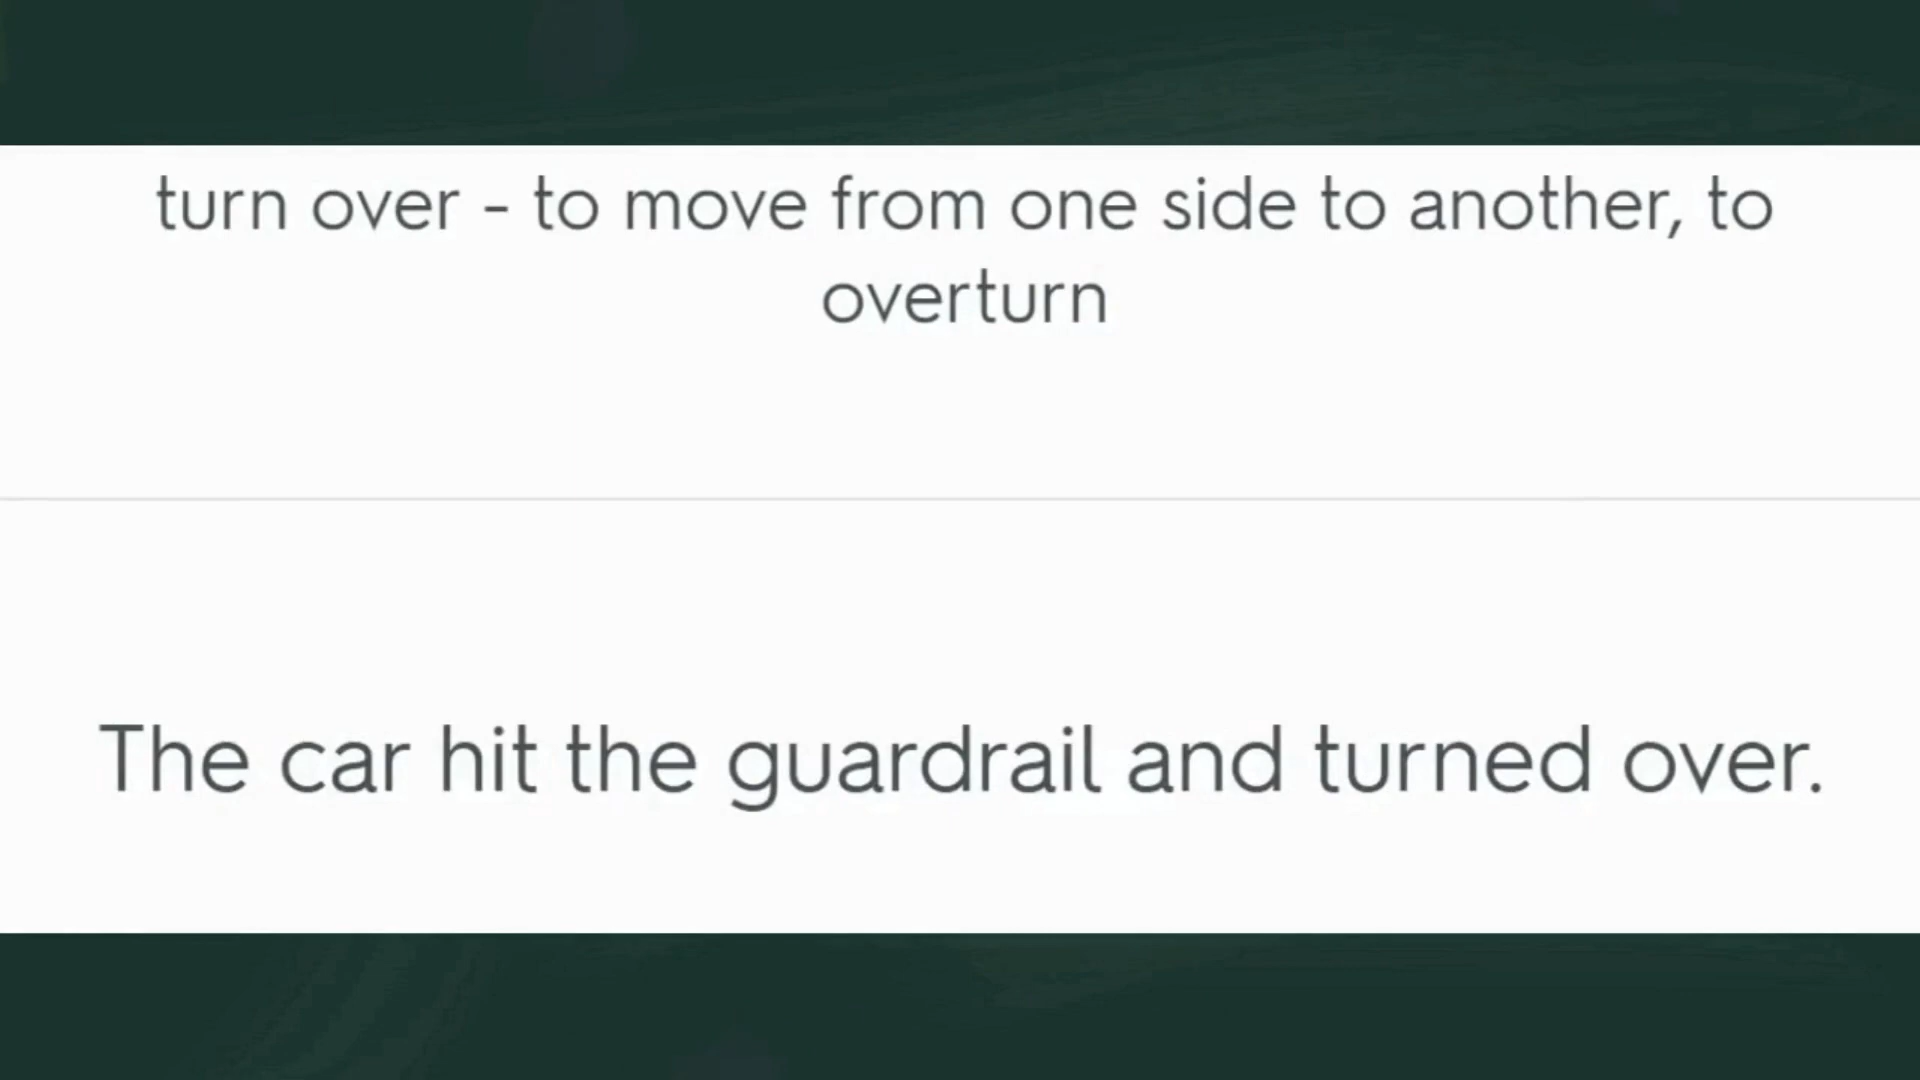 turn over - to move from one side to another, to
overturn
The car hit the guardrail and turned over.